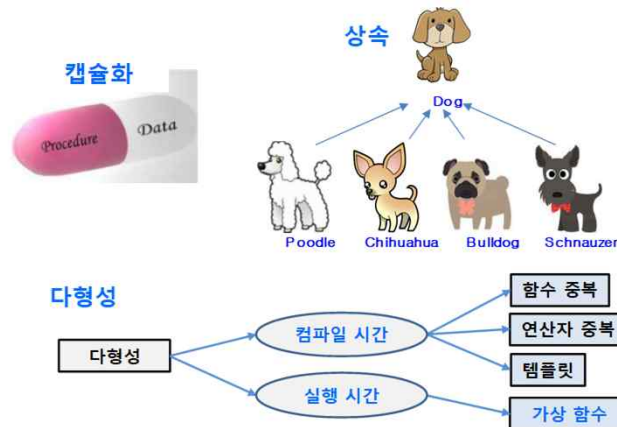 캡슐화
Procedure
Data
상속
Dog
Poodle
Chihuahua
Bulldog
Schnauzer
다형성
다형성
컴파일 시간
실행 시간
함수 중복
연산자 중복
템플릿
가상 함수